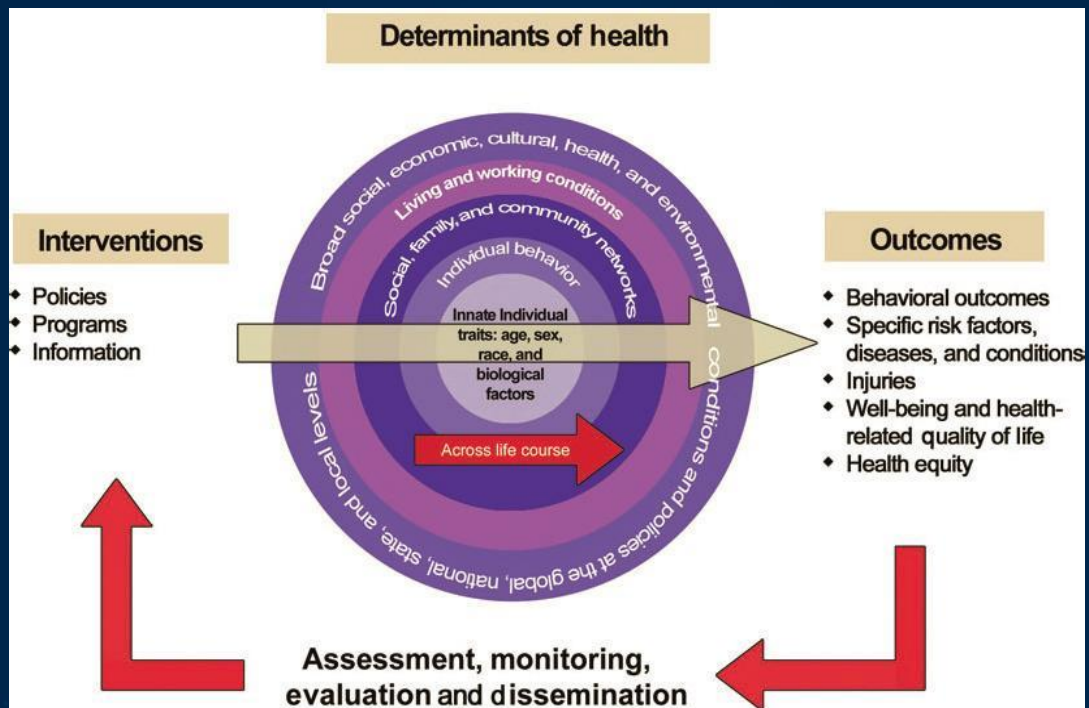 Determinants of health
Broad social, economic, cultural, health, and environmental conditions and policies at the global, national, state, and local levels
Living and working conditions
Social, family, and community networks
Individual behavior
Innate Individual
traits: age, sex,
race, and
biological
factors
Across life course
Interventions
Policies
Programs
Information
Outcomes
Behavioral outcomes
Specific risk factors,
diseases, and conditions
Injuries
Well-being and health-
related quality of life
Health equity
Assessment, monitoring,
evaluation and dissemination